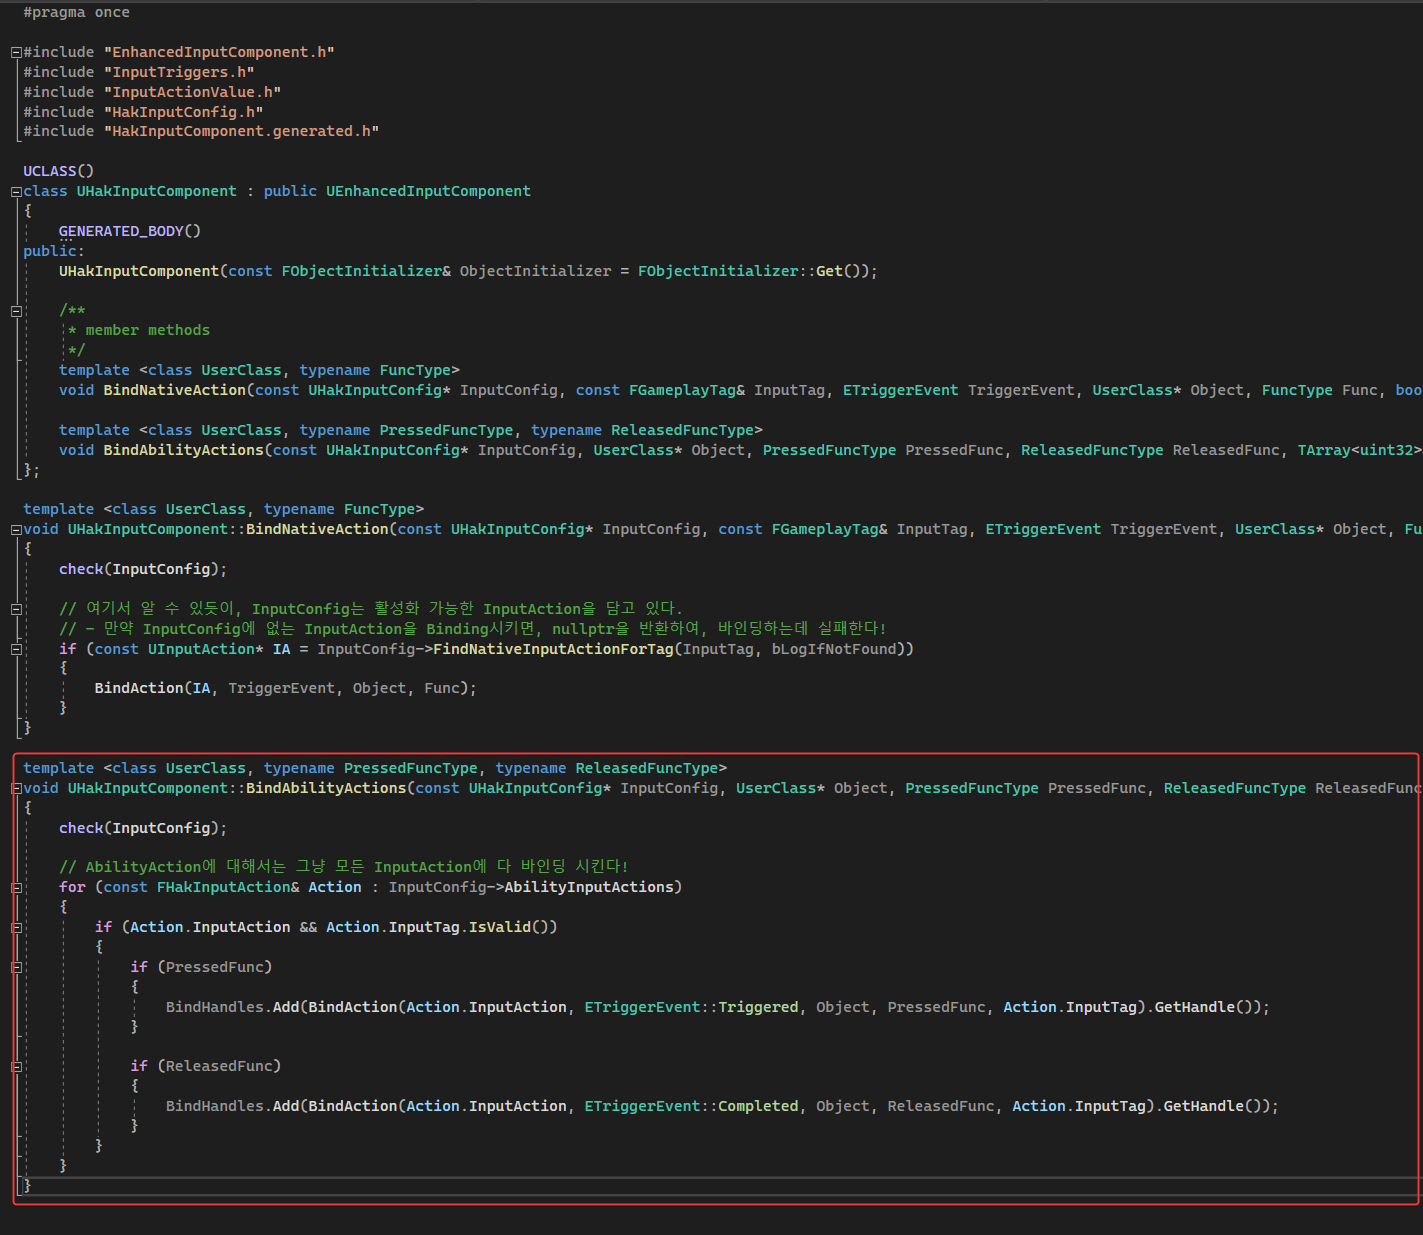 #pragma once
#include "EnhancedInputComponent.h"
#include "InputTriggers.h"
#include "InputActionValue.h"
#include "HakInputConfig.h"
#include "HakInputComponent.generated.h"
UCLASS()
class UHakInputComponent : public UEnhancedInputComponent
{
GENERATED_BODY()
public:
UHakInputComponent(const FObjectInitializer& ObjectInitializer = FObjectInitializer::Get());
/**
* member methods
*/
template <class UserClass, typename FuncType>
void BindNativeAction(const UHakInputConfig* InputConfig, const FGameplayTag& InputTag, ETriggerEvent TriggerEvent, UserClass* Object, FuncType Func, boo
template <class UserClass, typename PressedFuncType, typename ReleasedFuncType>
void BindAbilityActions(const UHakInputConfig* InputConfig, UserClass* Object, PressedFuncType PressedFunc, ReleasedFuncType ReleasedFunc, TArray<uint32>
};
template <class UserClass, typename FuncType>
void UHakInputComponent::BindNativeAction(const UHakInputConfig* InputConfig, const FGameplayTag& InputTag, ETriggerEvent TriggerEvent, UserClass* Object, Fu
{
check(InputConfig);
// 여기서 알 수 있듯이, InputConfig는 활성화 가능한 InputAction을 담고 있다.
// - 만약 InputConfig에 없는 InputAction을 Binding시키면, nullptr을 반환하여, 바인딩하는데 실패한다!
if (const UInputAction* IA = InputConfig->FindNativeInputActionForTag(InputTag, bLogIfNotFound))
{
BindAction(IA, TriggerEvent, Object, Func);
}
}
template <class UserClass, typename PressedFuncType, typename ReleasedFuncType>
void UHakInputComponent::BindAbilityActions(const UHakInputConfig* InputConfig, UserClass* Object, PressedFuncType PressedFunc, ReleasedFuncType ReleasedFunc
{
check(InputConfig);
// AbilityAction에 대해서는 그냥 모든 InputAction에 다 바인딩 시킨다!
for (const FHakInputAction& Action : InputConfig->AbilityInputActions)
{
if (Action.InputAction && Action.InputTag.IsValid())
{
if (PressedFunc)
{
BindHandles.Add(BindAction(Action.InputAction, ETriggerEvent::Triggered, Object, PressedFunc, Action.InputTag).GetHandle());
}
if (ReleasedFunc)
{
BindHandles.Add(BindAction(Action.InputAction, ETriggerEvent::Completed, Object, ReleasedFunc, Action.InputTag).GetHandle());
}
}
}
}